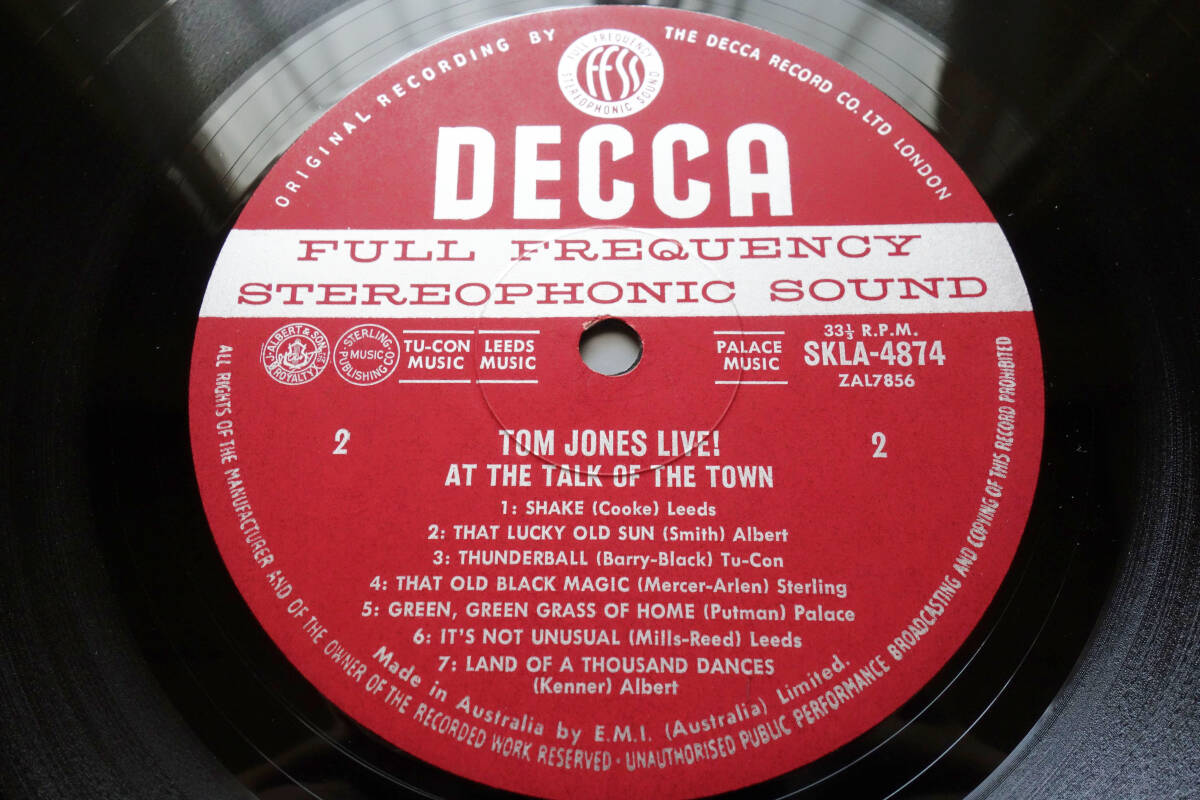 ORIGINAL RECORDING BY THE DECCA RECORD CO. LTD LONDON
FULL FREQUENCY
ffss
STEREOPHONIC SOUND
DECCA
FULL FREQUENCY
STEREOPHONIC SOUND
J. ALBERT & SON
ROYALTY
STERLING
MUSIC
PUBLISHING CO
TU-CON
MUSIC
LEEDS
MUSIC
PALACE
MUSIC
33⅓ R.P.M.
SKLA-4874
ZAL7856
2
2
TOM JONES LIVE!
AT THE TALK OF THE TOWN
1: SHAKE (Cooke) Leeds
2: THAT LUCKY OLD SUN (Smith) Albert
3: THUNDERBALL (Barry-Black) Tu-Con
4: THAT OLD BLACK MAGIC (Mercer-Arlen) Sterling
5: GREEN, GREEN GRASS OF HOME (Putman) Palace
6: IT'S NOT UNUSUAL (Mills-Reed) Leeds
7: LAND OF A THOUSAND DANCES
(Kenner) Albert
Made in Australia by E.M.I. (Australia) Limited.
ALL RIGHTS OF THE MANUFACTURER AND OF THE OWNER OF THE RECORDED WORK RESERVED · UNAUTHORISED PUBLIC PERFORMANCE BROADCASTING AND COPYING OF THIS RECORD PROHIBITED